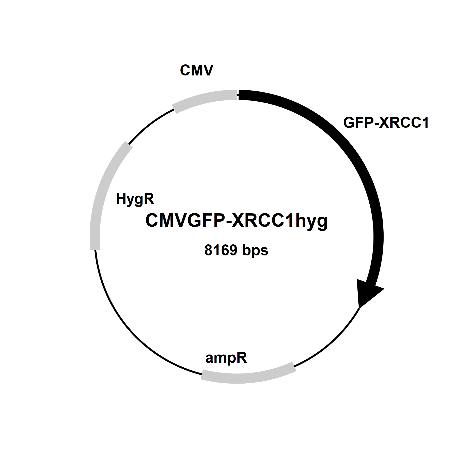 CMV
GFP-XRCC1
HygR
CMVGFP-XRCC1hyg
8169 bps
ampR